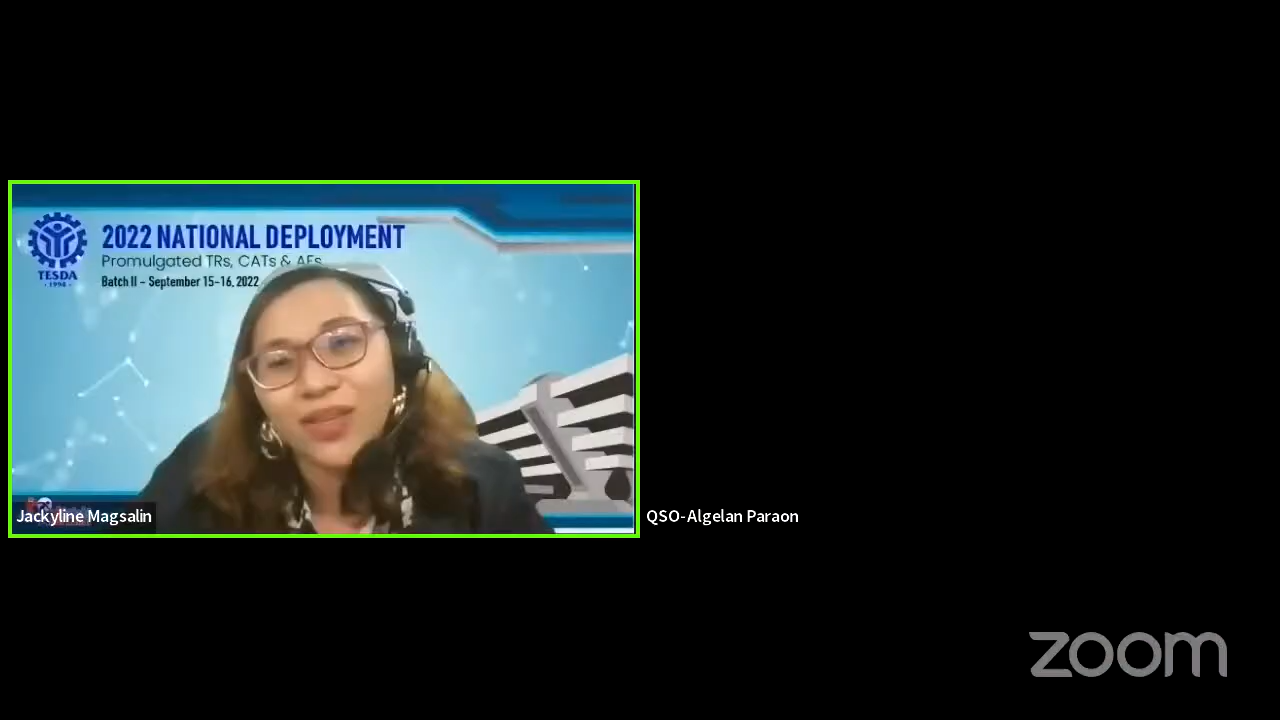 2022 NATIONAL DEPLOYMENT
Promulgated TRs, CATs & AFs
Batch II – September 15-16, 2022
TESDA
· 1994 ·
Jackyline Magsalin
QSO-Algelan Paraon
zoom